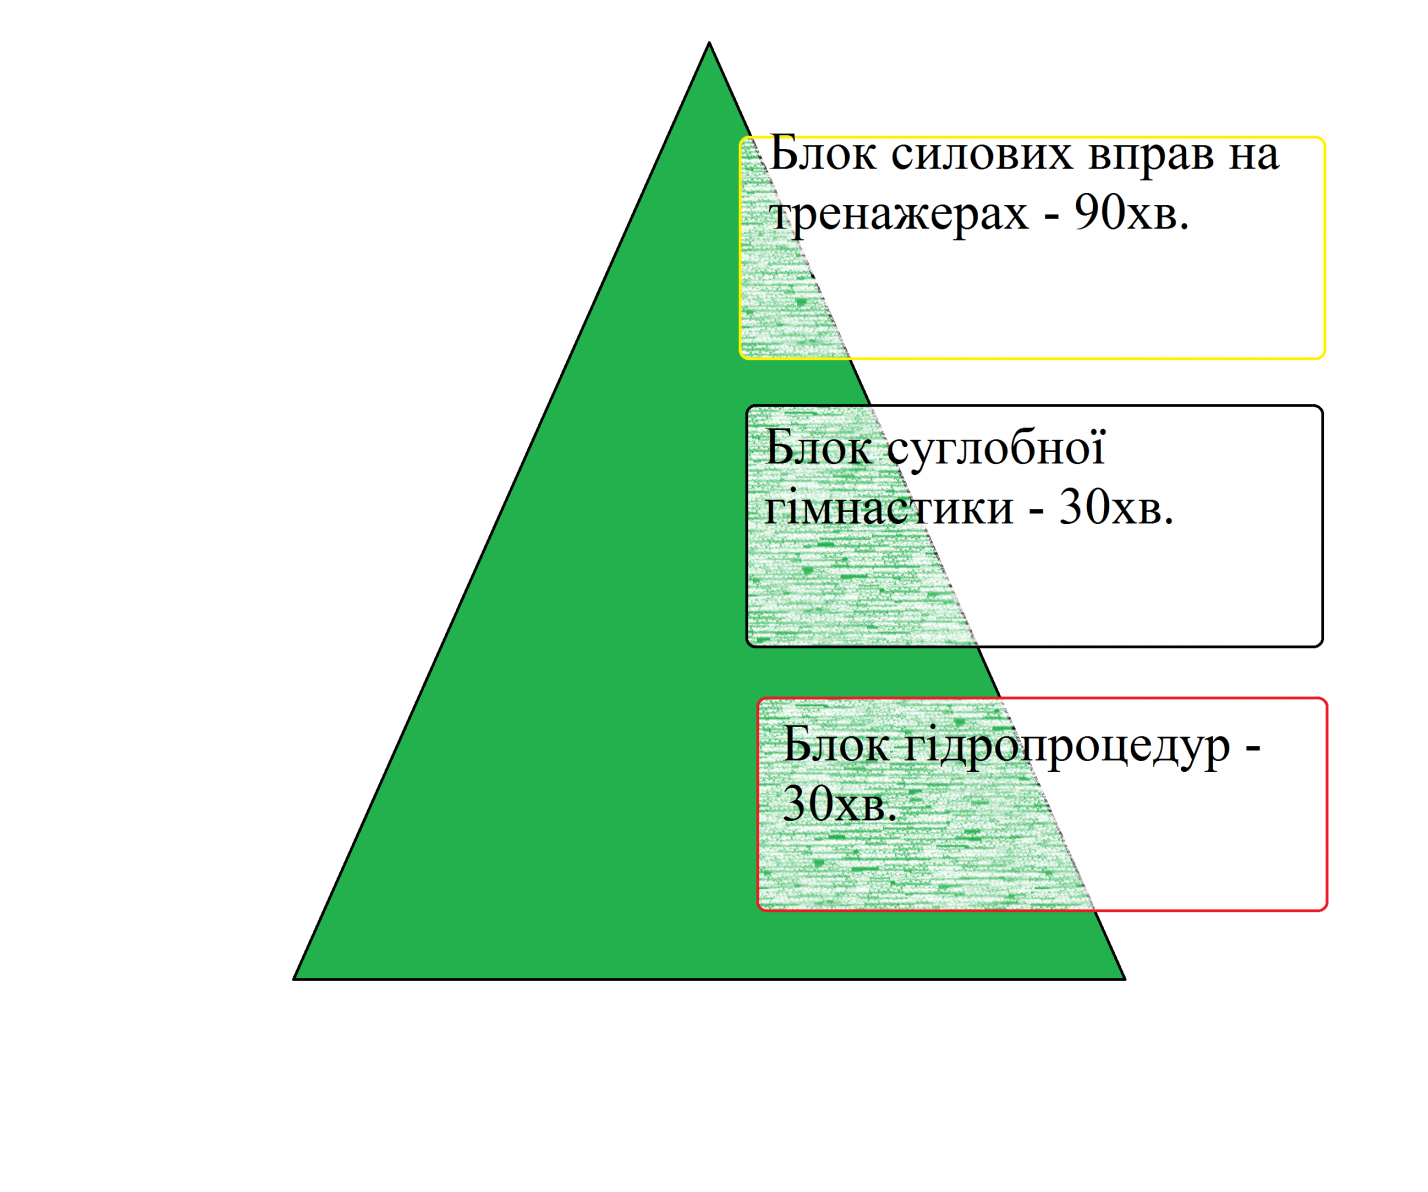 Блок силових вправ на
тренажерах - 90хв.
Блок суглобної
гімнастики - 30хв.
Блок гідропроцедур -
30хв.